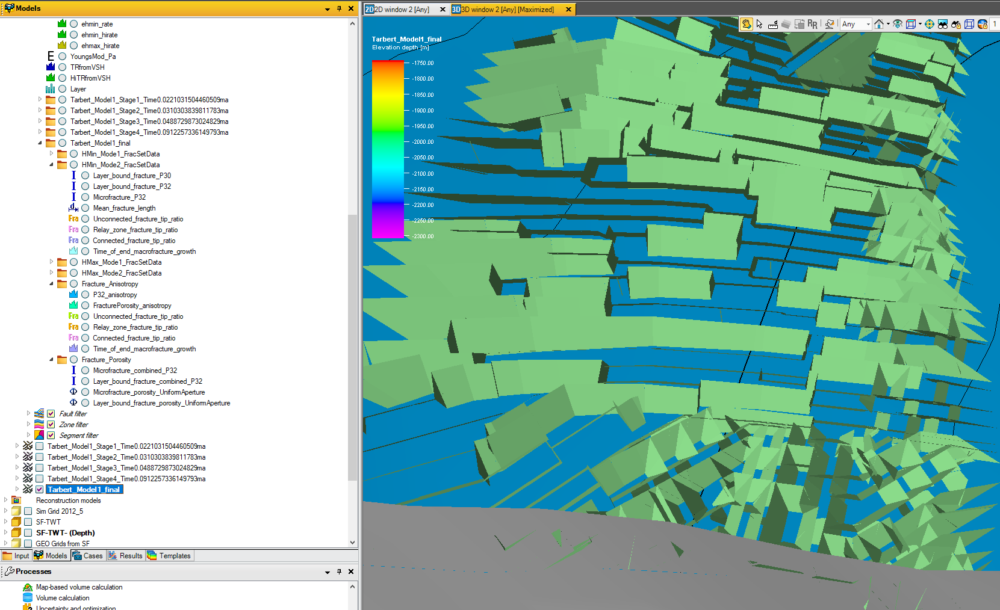 Models
ehmin_rate
ehmin_hirate
ehmax_hirate
E YoungsMod_Pa
TRfromVSH
HiTRfromVSH
Layer
Tarbert_Model1_Stage1_Time0.0221031504460509ma
Tarbert_Model1_Stage2_Time0.0310303839811783ma
Tarbert_Model1_Stage3_Time0.0488729873024829ma
Tarbert_Model1_Stage4_Time0.0912257336149793ma
Tarbert_Model1_final
HMin_Mode1_FracSetData
HMin_Mode2_FracSetData
Layer_bound_fracture_P30
Layer_bound_fracture_P32
Microfracture_P32
d Mean_fracture_length
Fra Unconnected_fracture_tip_ratio
Fra Relay_zone_fracture_tip_ratio
Fra Connected_fracture_tip_ratio
Time_of_end_macrofracture_growth
HMax_Mode1_FracSetData
HMax_Mode2_FracSetData
Fracture_Anisotropy
P32_anisotropy
FracturePorosity_anisotropy
Fra Unconnected_fracture_tip_ratio
Fra Relay_zone_fracture_tip_ratio
Fra Connected_fracture_tip_ratio
Time_of_end_macrofracture_growth
Fracture_Porosity
Microfracture_combined_P32
Layer_bound_fracture_combined_P32
Φ Microfracture_porosity_UniformAperture
Φ Layer_bound_fracture_porosity_UniformAperture
Fault filter
Zone filter
Segment filter
Tarbert_Model1_Stage1_Time0.0221031504460509ma
Tarbert_Model1_Stage2_Time0.0310303839811783ma
Tarbert_Model1_Stage3_Time0.0488729873024829ma
Tarbert_Model1_Stage4_Time0.0912257336149793ma
Tarbert_Model1_final
Reconstruction models
Sim Grid 2012_5
SF-TWT
SF-TWT- (Depth)
GEO Grids from SF
Input Models Cases Results Templates
Processes
Map-based volume calculation
Volume calculation
Uncertainty and optimization
2D 2D window 2 [Any] 3D 3D window 2 [Any] [Maximized]
RR Any 1
Tarbert_Model1_final
Elevation depth [m]
-1750.00
-1800.00
-1850.00
-1900.00
-1950.00
-2000.00
-2050.00
-2100.00
-2150.00
-2200.00
-2250.00
-2300.00